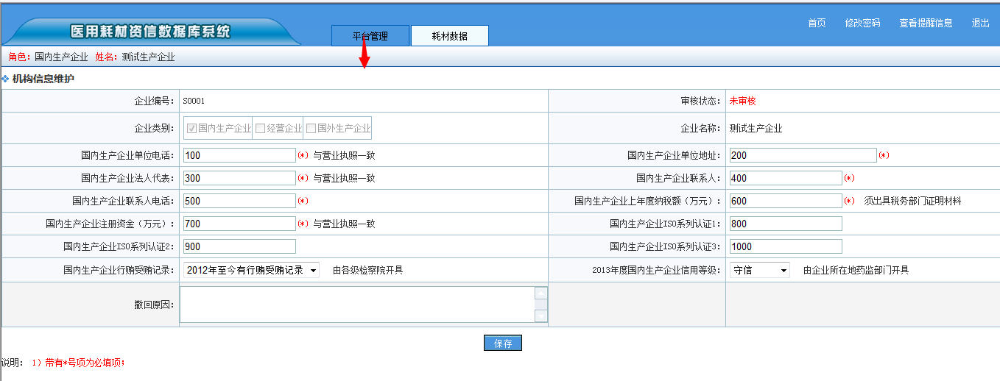 首页 修改密码 查看提醒信息 退出
医用耗材资信数据库系统 平台管理 耗材数据
角色：国内生产企业 姓名：测试生产企业
机构信息维护
企业编号： S0001 审核状态： 未审核
企业类别： 国内生产企业 经营企业 国外生产企业 企业名称： 测试生产企业
国内生产企业单位电话： 100 (*) 与营业执照一致 国内生产企业单位地址： 200 (*)
国内生产企业法人代表： 300 (*) 与营业执照一致 国内生产企业联系人： 400 (*)
国内生产企业联系人电话： 500 (*) 国内生产企业上年度纳税额（万元）： 600 (*) 须出具税务部门证明材料
国内生产企业注册资金（万元）： 700 (*) 与营业执照一致 国内生产企业ISO系列认证1： 800
国内生产企业ISO系列认证2： 900 国内生产企业ISO系列认证3： 1000
国内生产企业行贿受贿记录： 2012年至今有行贿受贿记录 由各级检察院开具 2013年度国内生产企业信用等级： 守信 由企业所在地药监部门开具
撤回原因：
保存
说明： 1）带有*号项为必填项；